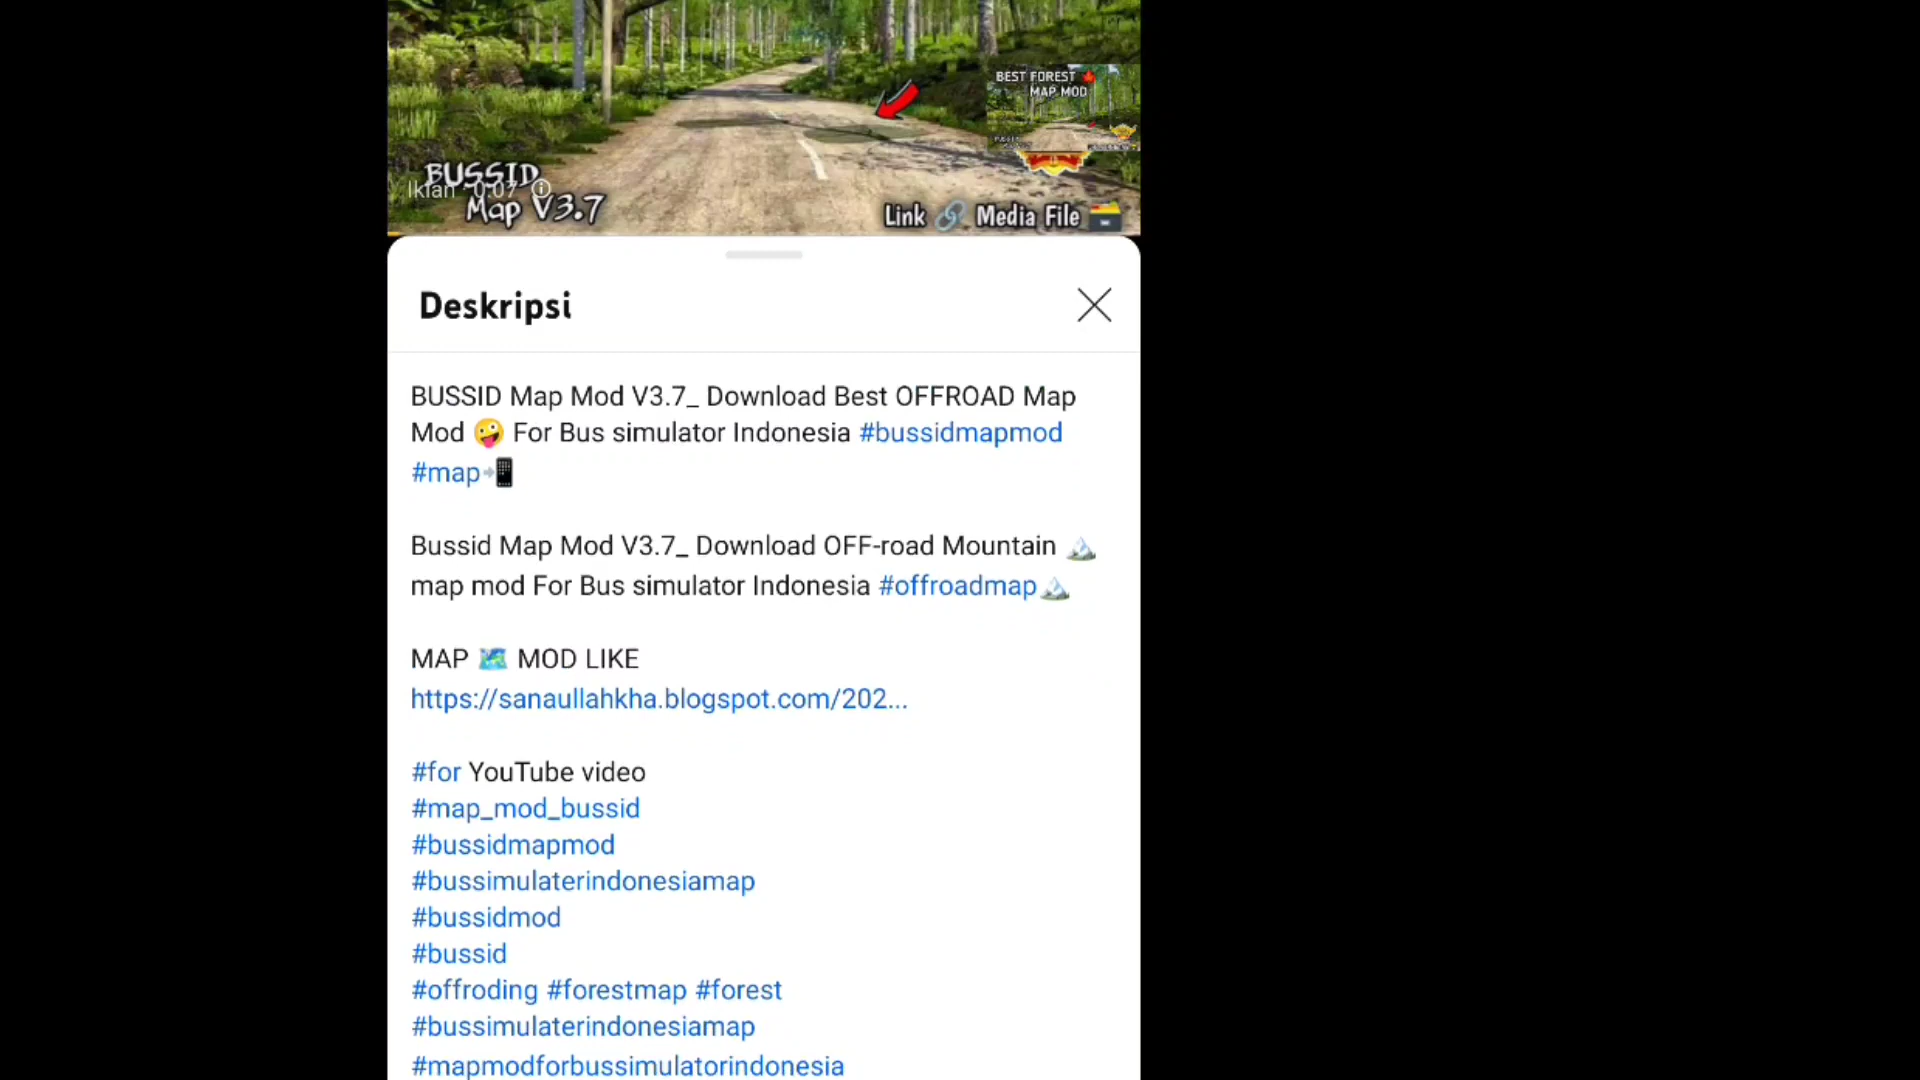 BEST FOREST
MAP MOD
BUSSID
Iklan · 0:07
Map V3.7
Link 🔗 Media File 🗃️
Deskripsi
BUSSID Map Mod V3.7_ Download Best OFFROAD Map
Mod 🤪 For Bus simulator Indonesia #bussidmapmod
#map📲
Bussid Map Mod V3.7_ Download OFF-road Mountain 🏔️
map mod For Bus simulator Indonesia #offroadmap🏔️
MAP 🗺️ MOD LIKE
https://sanaullahkha.blogspot.com/202...
#for YouTube video
#map_mod_bussid
#bussidmapmod
#bussimulaterindonesiamap
#bussidmod
#bussid
#offroding #forestmap #forest
#bussimulaterindonesiamap
#mapmodforbussimulatorindonesia